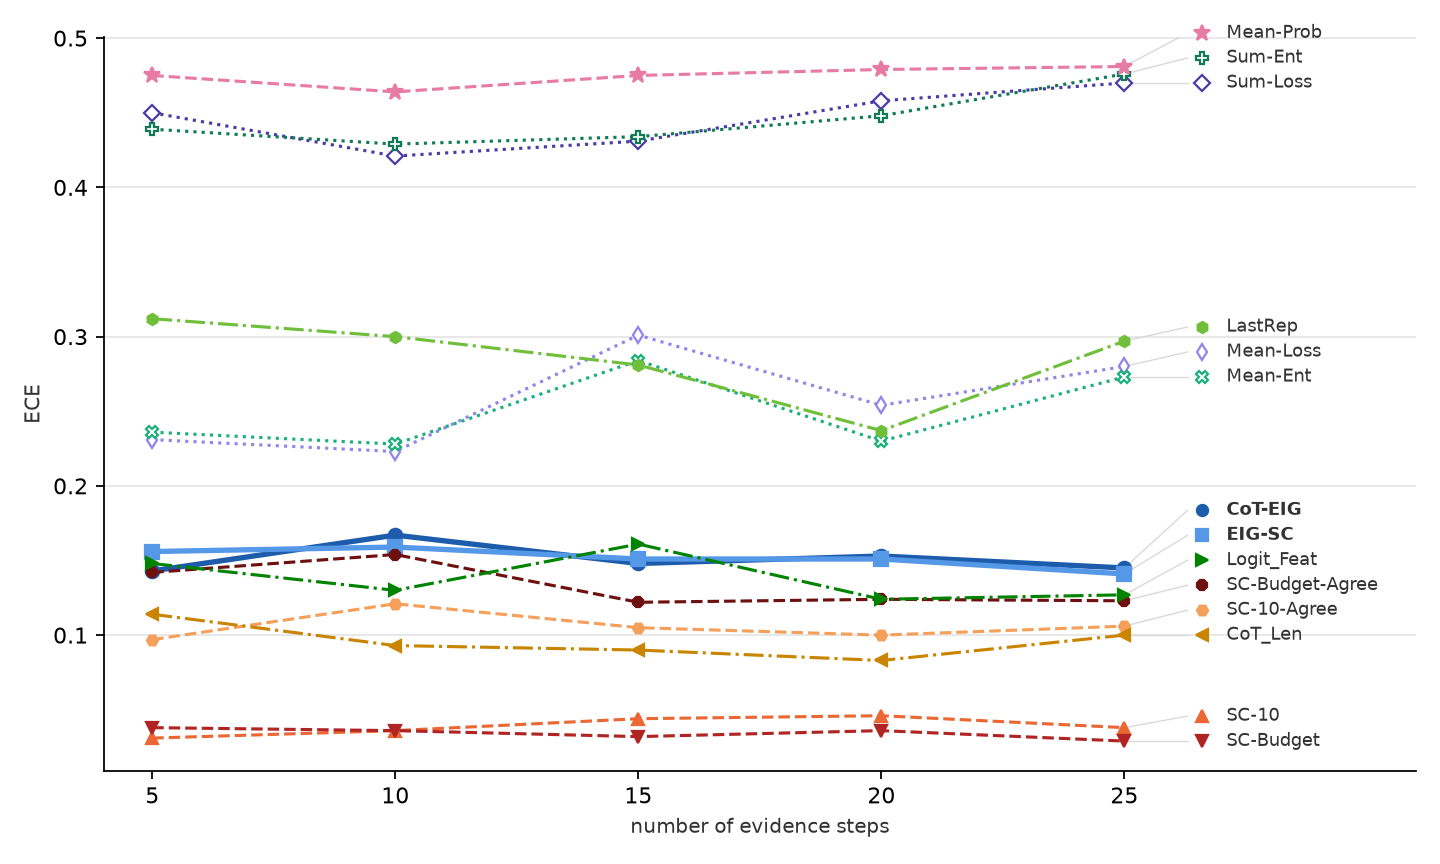 0.5
0.4
0.3
0.2
0.1
ECE
5
10
15
20
25
number of evidence steps
Mean-Prob
Sum-Ent
Sum-Loss
LastRep
Mean-Loss
Mean-Ent
CoT-EIG
EIG-SC
Logit_Feat
SC-Budget-Agree
SC-10-Agree
CoT_Len
SC-10
SC-Budget